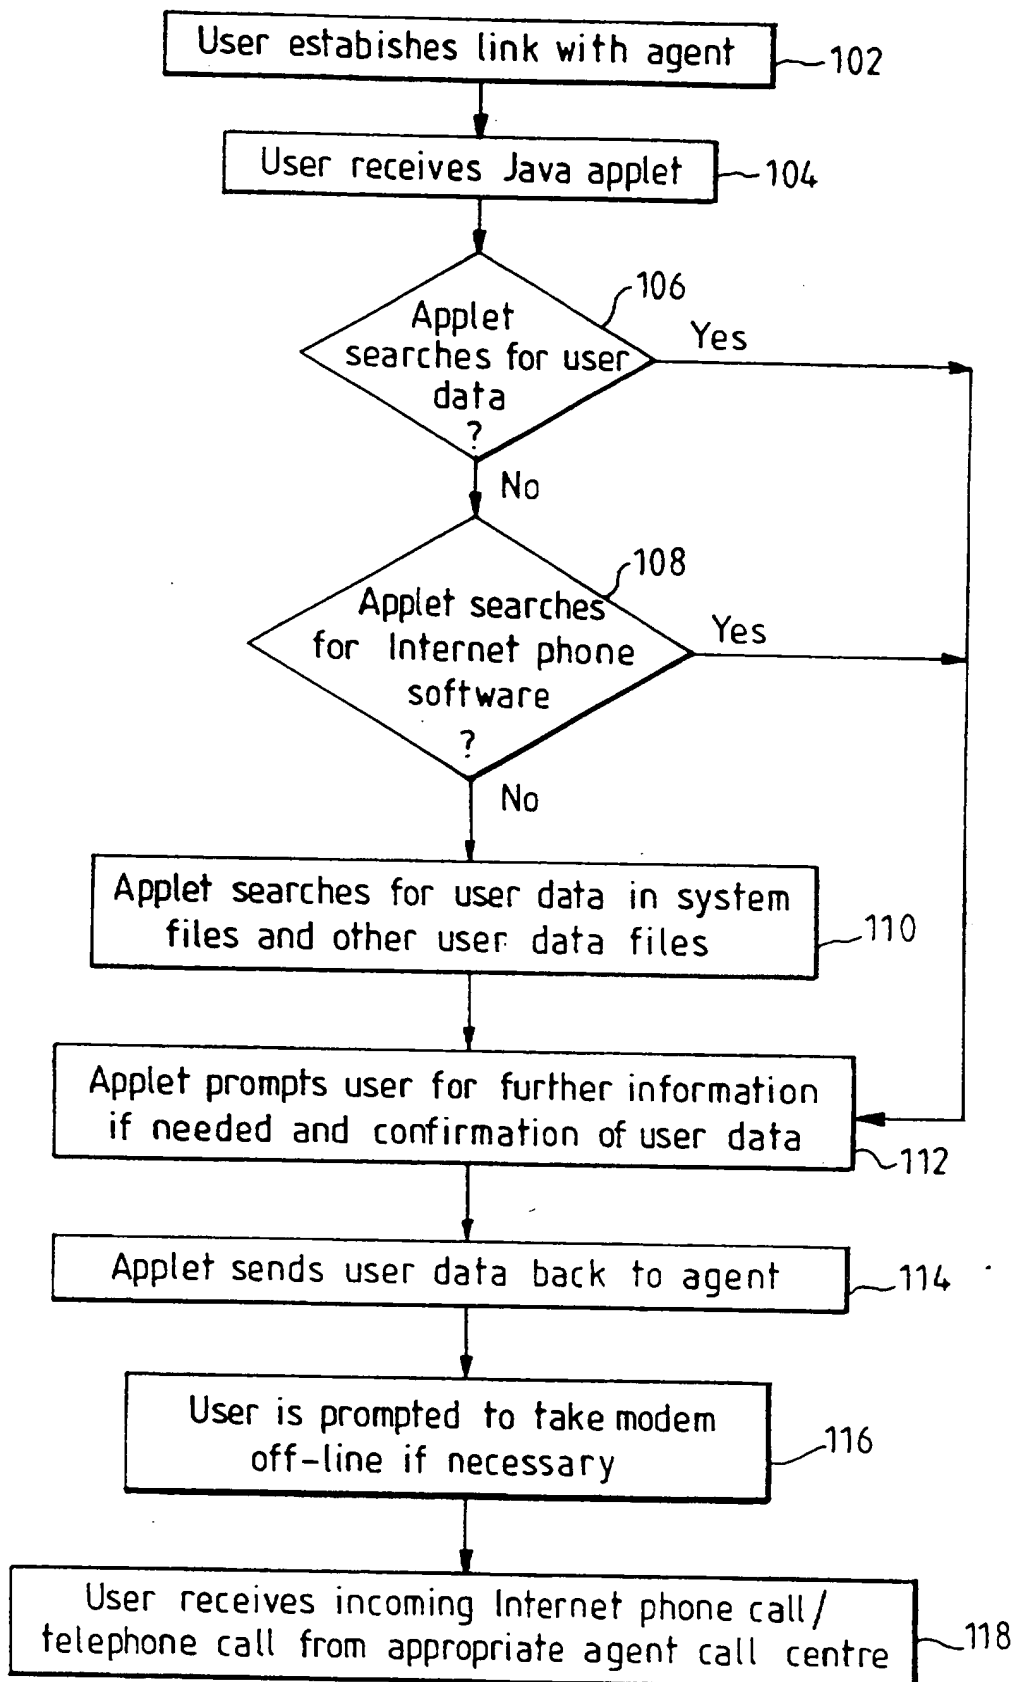 User estabishes link with agent
102
User receives Java applet
104
106
Applet
searches for user
data
?
Yes
No
108
Applet searches
for Internet phone
software
?
Yes
No
Applet searches for user data in system
files and other user data files
110
Applet prompts user for further information
if needed and confirmation of user data
112
Applet sends user data back to agent
114
User is prompted to take modem
off-line if necessary
116
User receives incoming Internet phone call/
telephone call from appropriate agent call centre
118